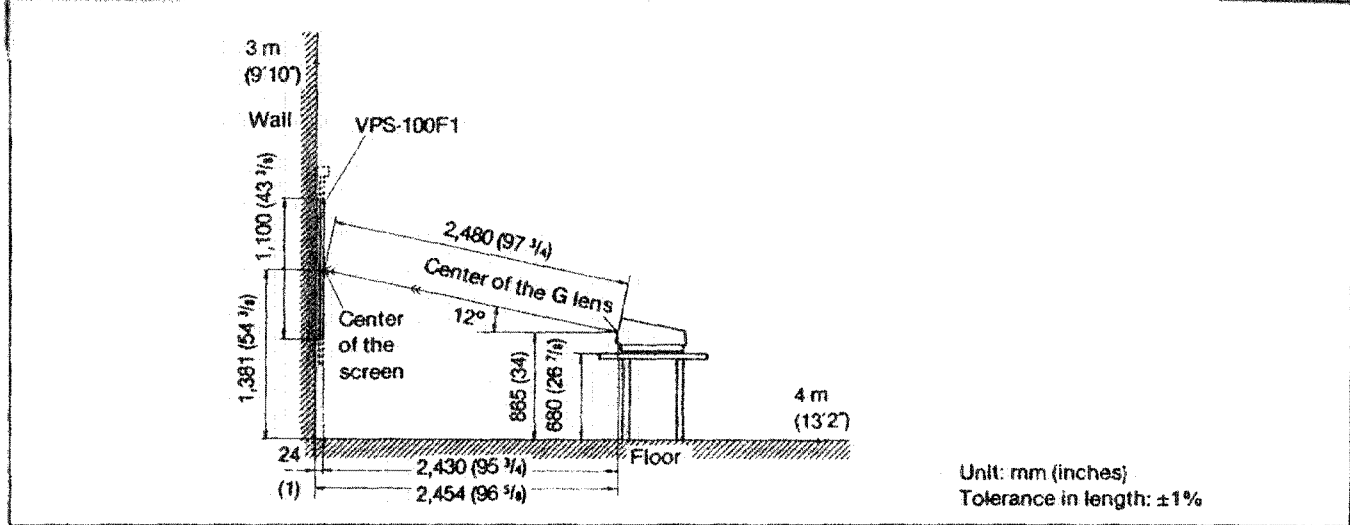 3 m
(9'10")
Wall
VPS-100F1
1,100 (43 3/8)
2,480 (97 3/4)
Center of the G lens
12°
Center
of the
screen
1,381 (54 3/8)
865 (34)
680 (26 7/8)
4 m
(13'2")
Floor
24
(1)
2,430 (95 3/4)
2,454 (96 5/8)
Unit: mm (inches)
Tolerance in length: ±1%